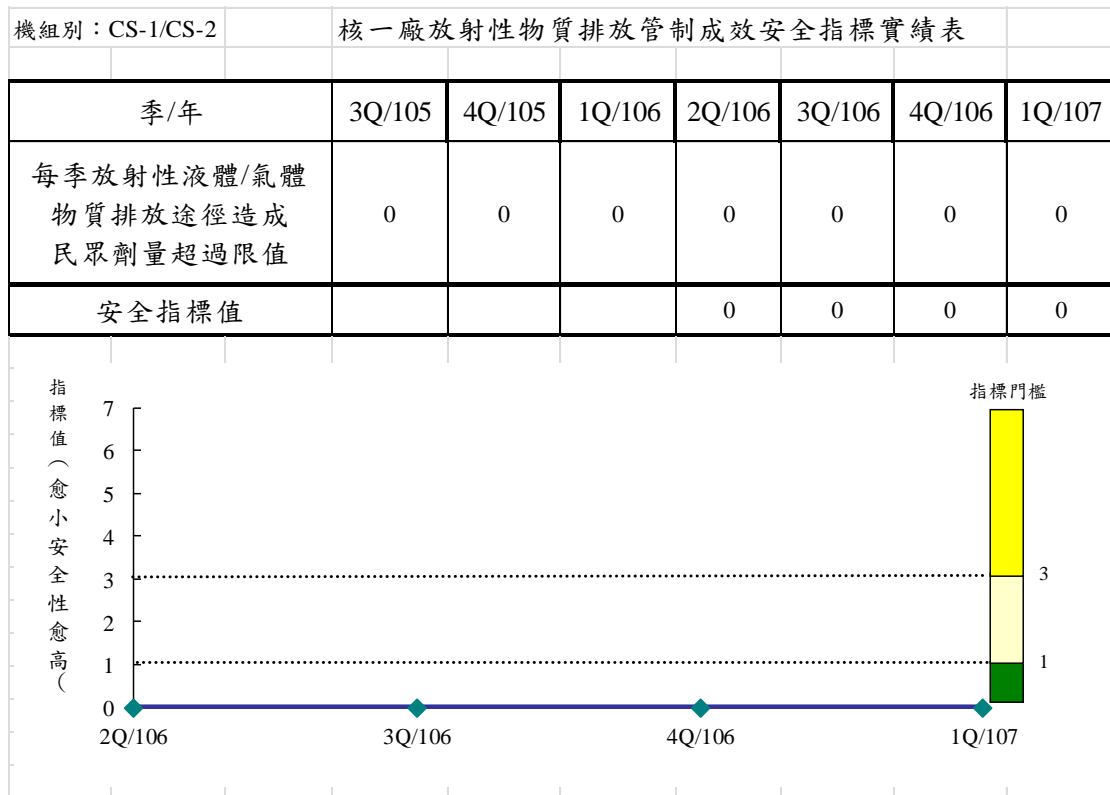 機組別：CS-1/CS-2 核一廠放射性物質排放管制成效安全指標實績表
季/年 3Q/105 4Q/105 1Q/106 2Q/106 3Q/106 4Q/106 1Q/107
每季放射性液體/氣體
物質排放途徑造成
民眾劑量超過限值
0 0 0 0 0 0 0
安全指標值 0 0 0 0
指標值（愈小安全性愈高（
指標門檻
7
6
5
4
3
2
1
0
3
1
2Q/106 3Q/106 4Q/106 1Q/107